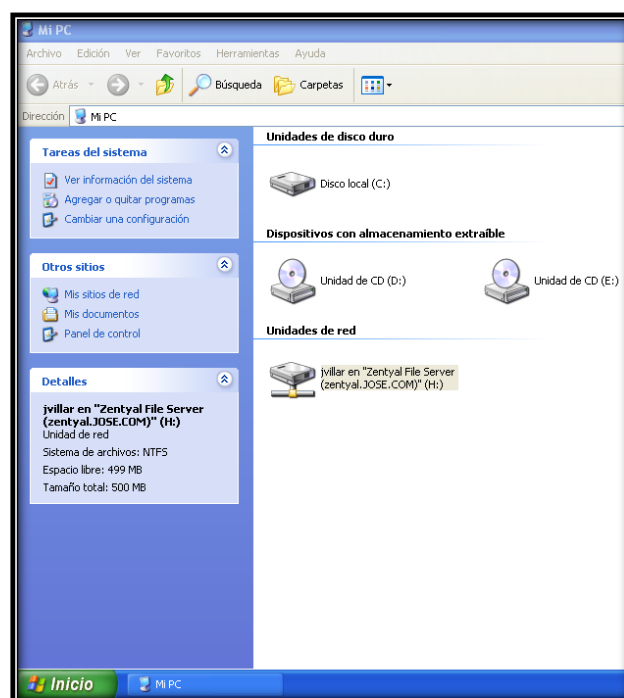 Mi PC
Archivo Edición Ver Favoritos Herramientas Ayuda
Atrás Búsqueda Carpetas
Dirección Mi PC
Tareas del sistema
Ver información del sistema
Agregar o quitar programas
Cambiar una configuración
Otros sitios
Mis sitios de red
Mis documentos
Panel de control
Detalles
jvillar en "Zentyal File Server
(zentyal.JOSE.COM)" (H:)
Unidad de red
Sistema de archivos: NTFS
Espacio libre: 499 MB
Tamaño total: 500 MB
Unidades de disco duro
Disco local (C:)
Dispositivos con almacenamiento extraíble
Unidad de CD (D:)
Unidad de CD (E:)
Unidades de red
jvillar en "Zentyal File Server
(zentyal.JOSE.COM)" (H:)
Inicio
Mi PC